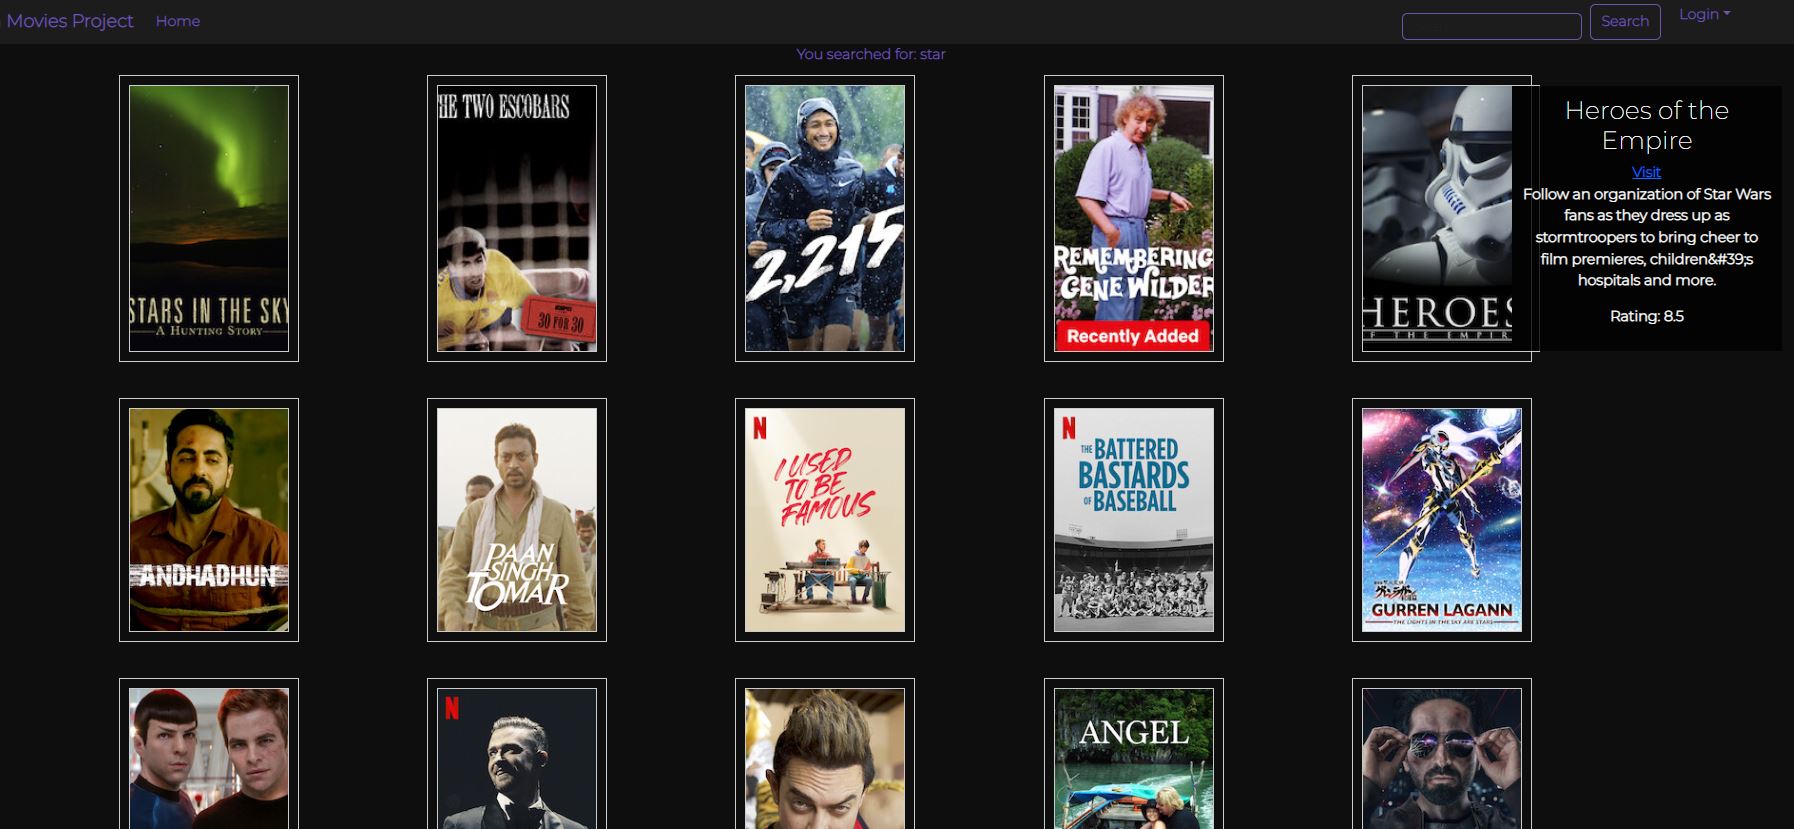 Movies Project
Home
Search
Login
You searched for: star
STARS IN THE SKY
A HUNTING STORY
HE TWO ESCOBARS
30 FOR 30
2,215
REMEMBERING
GENE WILDER
Recently Added
HEROES
OF THE EMPIR
Heroes of the
Empire
Visit
Follow an organization of Star Wars
fans as they dress up as
stormtroopers to bring cheer to
film premieres, children&#39;s
hospitals and more.
Rating: 8.5
ANDHADHUN
PAAN
SINGH
TOMAR
N
I USED
TO BE
FAMOUS
N
THE BATTERED
BASTARDS
OF BASEBALL
GURREN LAGANN
THE LIGHTS IN THE SKY ARE STARS
N
ANGEL